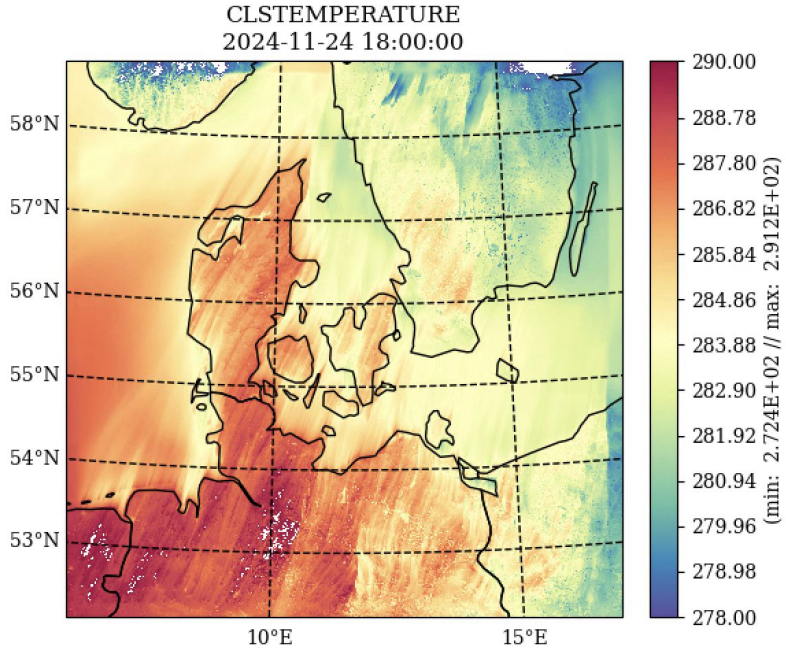 CLSTEMPERATURE
2024-11-24 18:00:00
58°N
57°N
56°N
55°N
54°N
53°N
10°E
15°E
290.00
288.78
287.80
286.82
285.84
284.86
283.88
282.90
281.92
280.94
279.96
278.98
278.00
(min:  2.724E+02 // max:  2.912E+02)